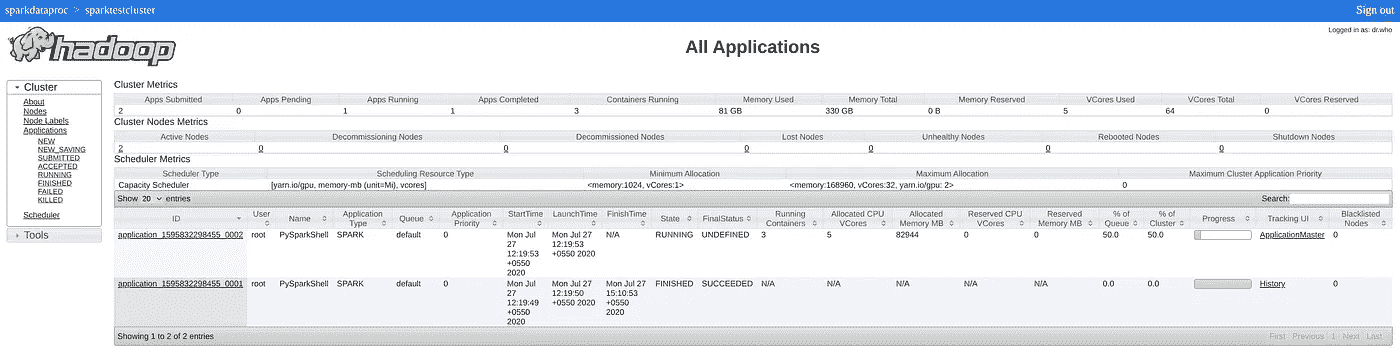 sparkdataproc > sparktestcluster Sign out
Logged in as: dr.who
hadoop
All Applications
Cluster
About
Nodes
Node Labels
Applications
NEW
NEW_SAVING
SUBMITTED
ACCEPTED
RUNNING
FINISHED
FAILED
KILLED
Scheduler
Tools
Cluster Metrics
Apps Submitted Apps Pending Apps Running Apps Completed Containers Running Memory Used Memory Total Memory Reserved VCores Used VCores Total VCores Reserved
2 0 1 1 3 81 GB 330 GB 0 B 5 64 0
Cluster Nodes Metrics
Active Nodes Decommissioning Nodes Decommissioned Nodes Lost Nodes Unhealthy Nodes Rebooted Nodes Shutdown Nodes
2 0 0 0 0 0 0
Scheduler Metrics
Scheduler Type Scheduling Resource Type Minimum Allocation Maximum Allocation Maximum Cluster Application Priority
Capacity Scheduler [yarn.io/gpu, memory-mb (unit=Mi), vcores] <memory:1024, vCores:1> <memory:168960, vCores:32, yarn.io/gpu: 2> 0
Show 20 entries Search:
ID User Name Application Type Queue Application Priority StartTime LaunchTime FinishTime State FinalStatus Running Containers Allocated CPU VCores Allocated Memory MB Reserved CPU VCores Reserved Memory MB % of Queue % of Cluster Progress Tracking UI Blacklisted Nodes
application_1595832298455_0002 root PySparkShell SPARK default 0 Mon Jul 27 12:19:53 +0550 2020 Mon Jul 27 12:19:53 +0550 2020 N/A RUNNING UNDEFINED 3 5 82944 0 0 50.0 50.0 ApplicationMaster 0
application_1595832298455_0001 root PySparkShell SPARK default 0 Mon Jul 27 12:19:49 +0550 2020 Mon Jul 27 12:19:50 +0550 2020 Mon Jul 27 15:10:53 +0550 2020 FINISHED SUCCEEDED N/A N/A N/A N/A N/A 0.0 0.0 History 0
Showing 1 to 2 of 2 entries First Previous 1 Next Last